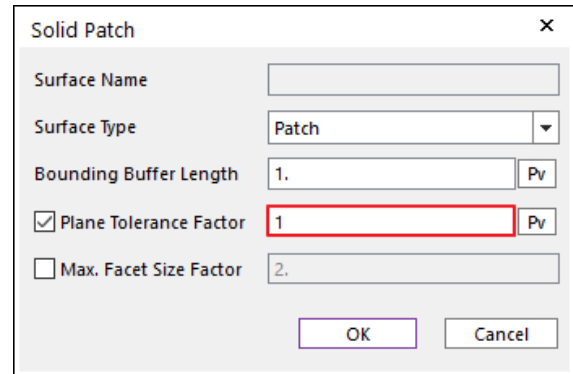 Solid Patch
Surface Name
Surface Type Patch
Bounding Buffer Length 1. Pv
Plane Tolerance Factor 1 Pv
Max. Facet Size Factor 2.
OK Cancel